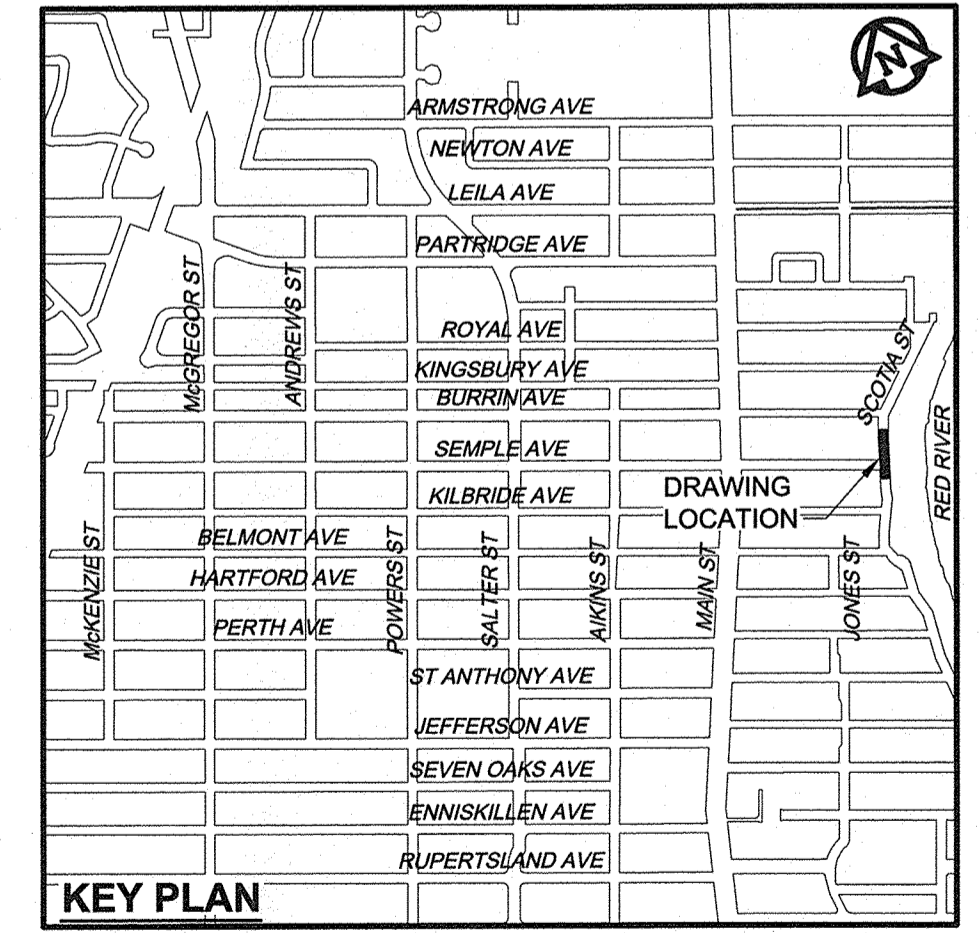 N
ARMSTRONG AVE
NEWTON AVE
LEILA AVE
PARTRIDGE AVE
McGREGOR ST
ANDREWS ST
ROYAL AVE
KINGSBURY AVE
BURRIN AVE
SCOTIA ST
SEMPLE AVE
KILBRIDE AVE
DRAWING
LOCATION
RED RIVER
McKENZIE ST
BELMONT AVE
HARTFORD AVE
PERTH AVE
POWERS ST
SALTER ST
AIKINS ST
MAIN ST
JONES ST
ST ANTHONY AVE
JEFFERSON AVE
SEVEN OAKS AVE
ENNISKILLEN AVE
RUPERTSLAND AVE
KEY PLAN